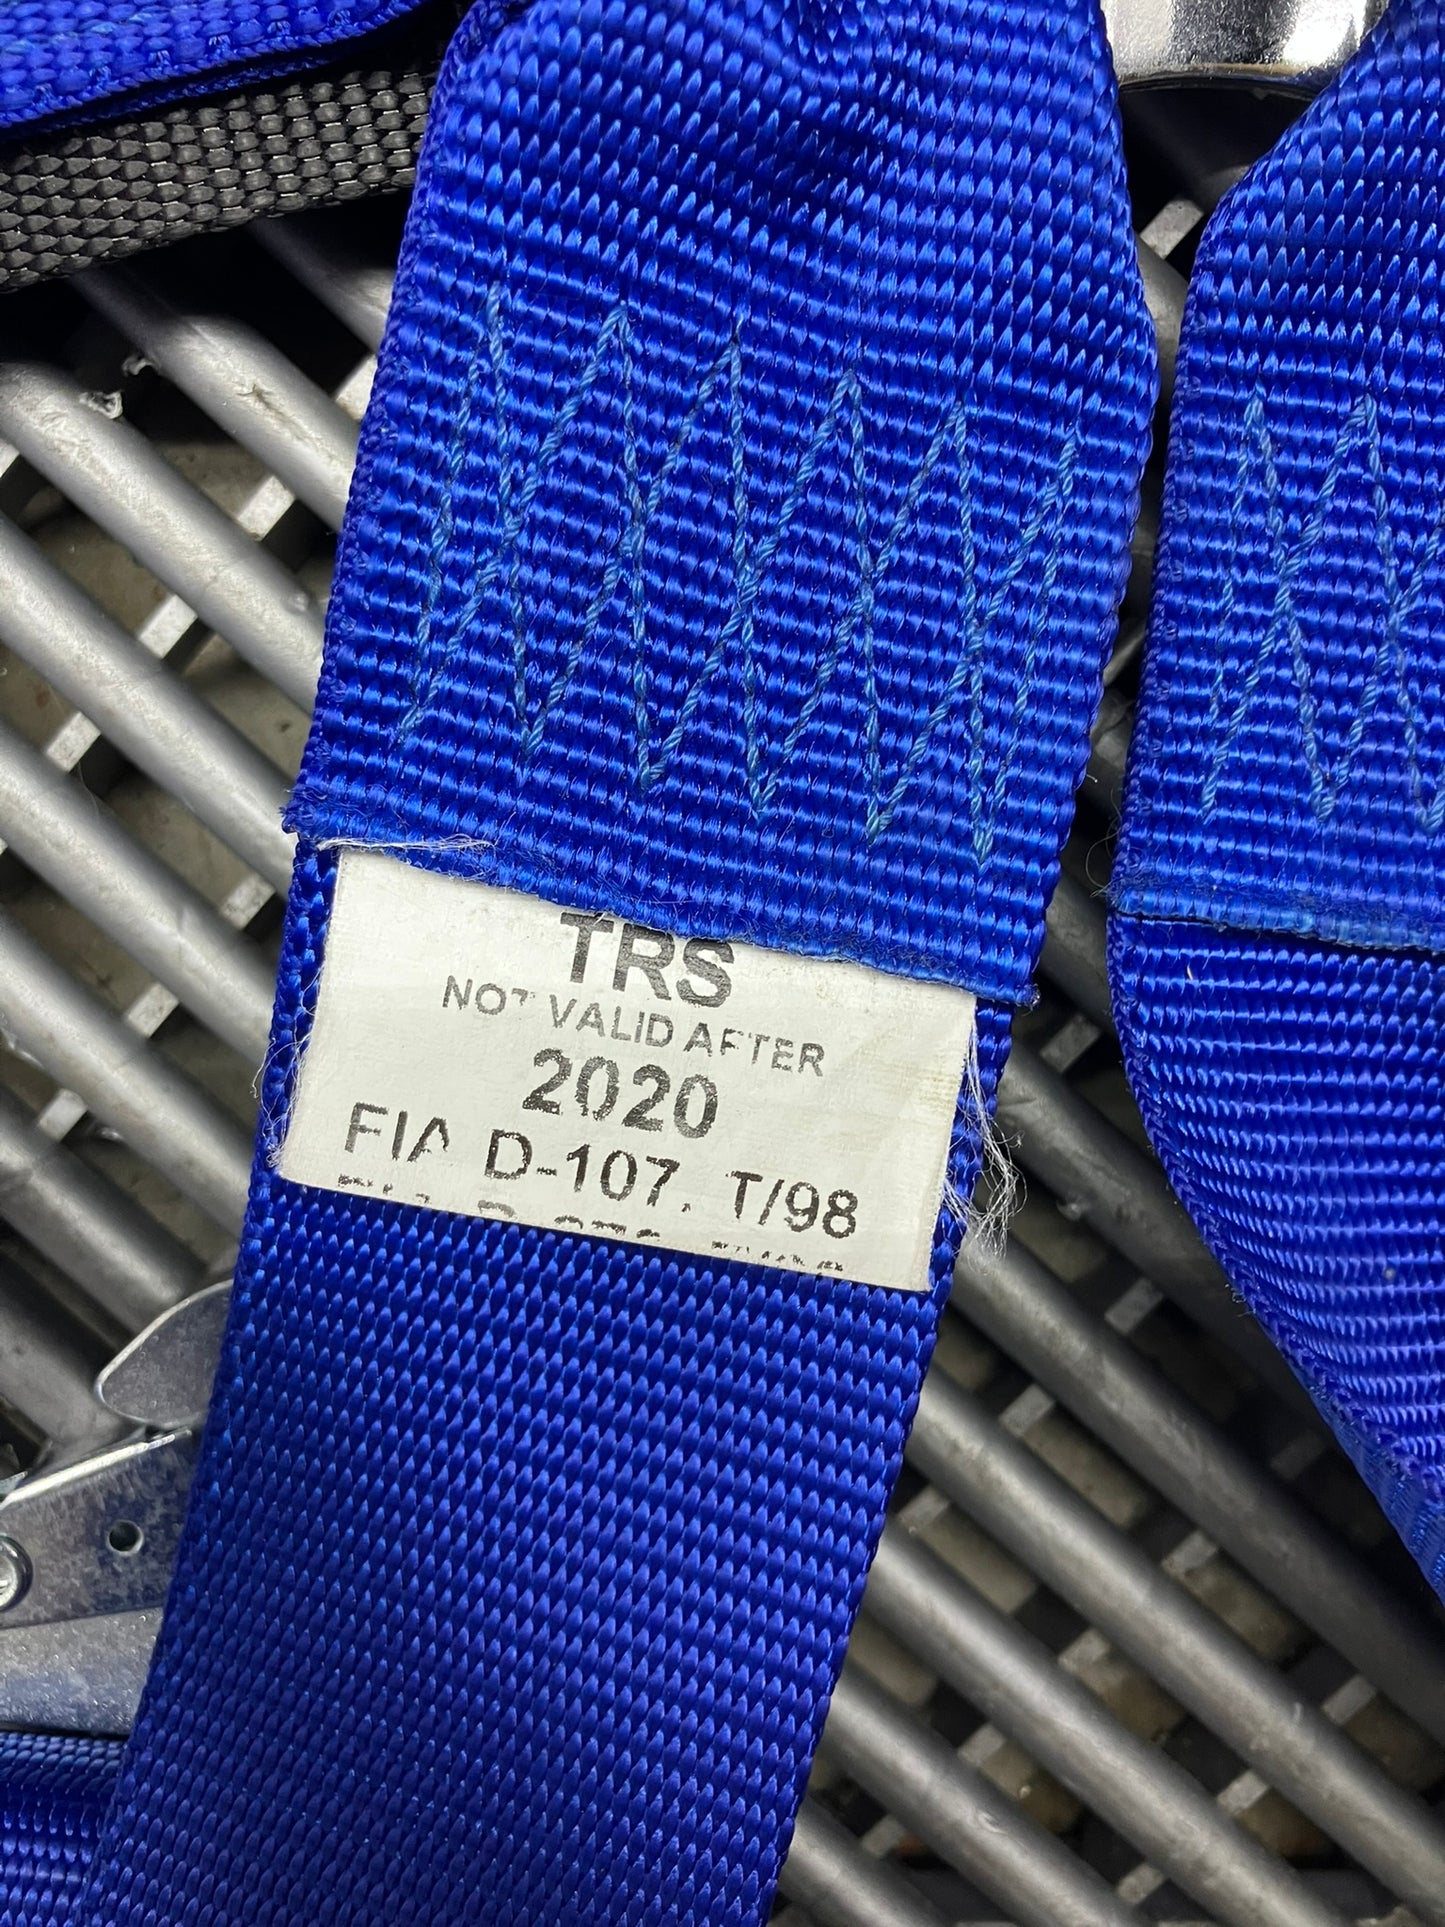 TRS
NOT VALID AFTER
2020
FIA D-107. T/98